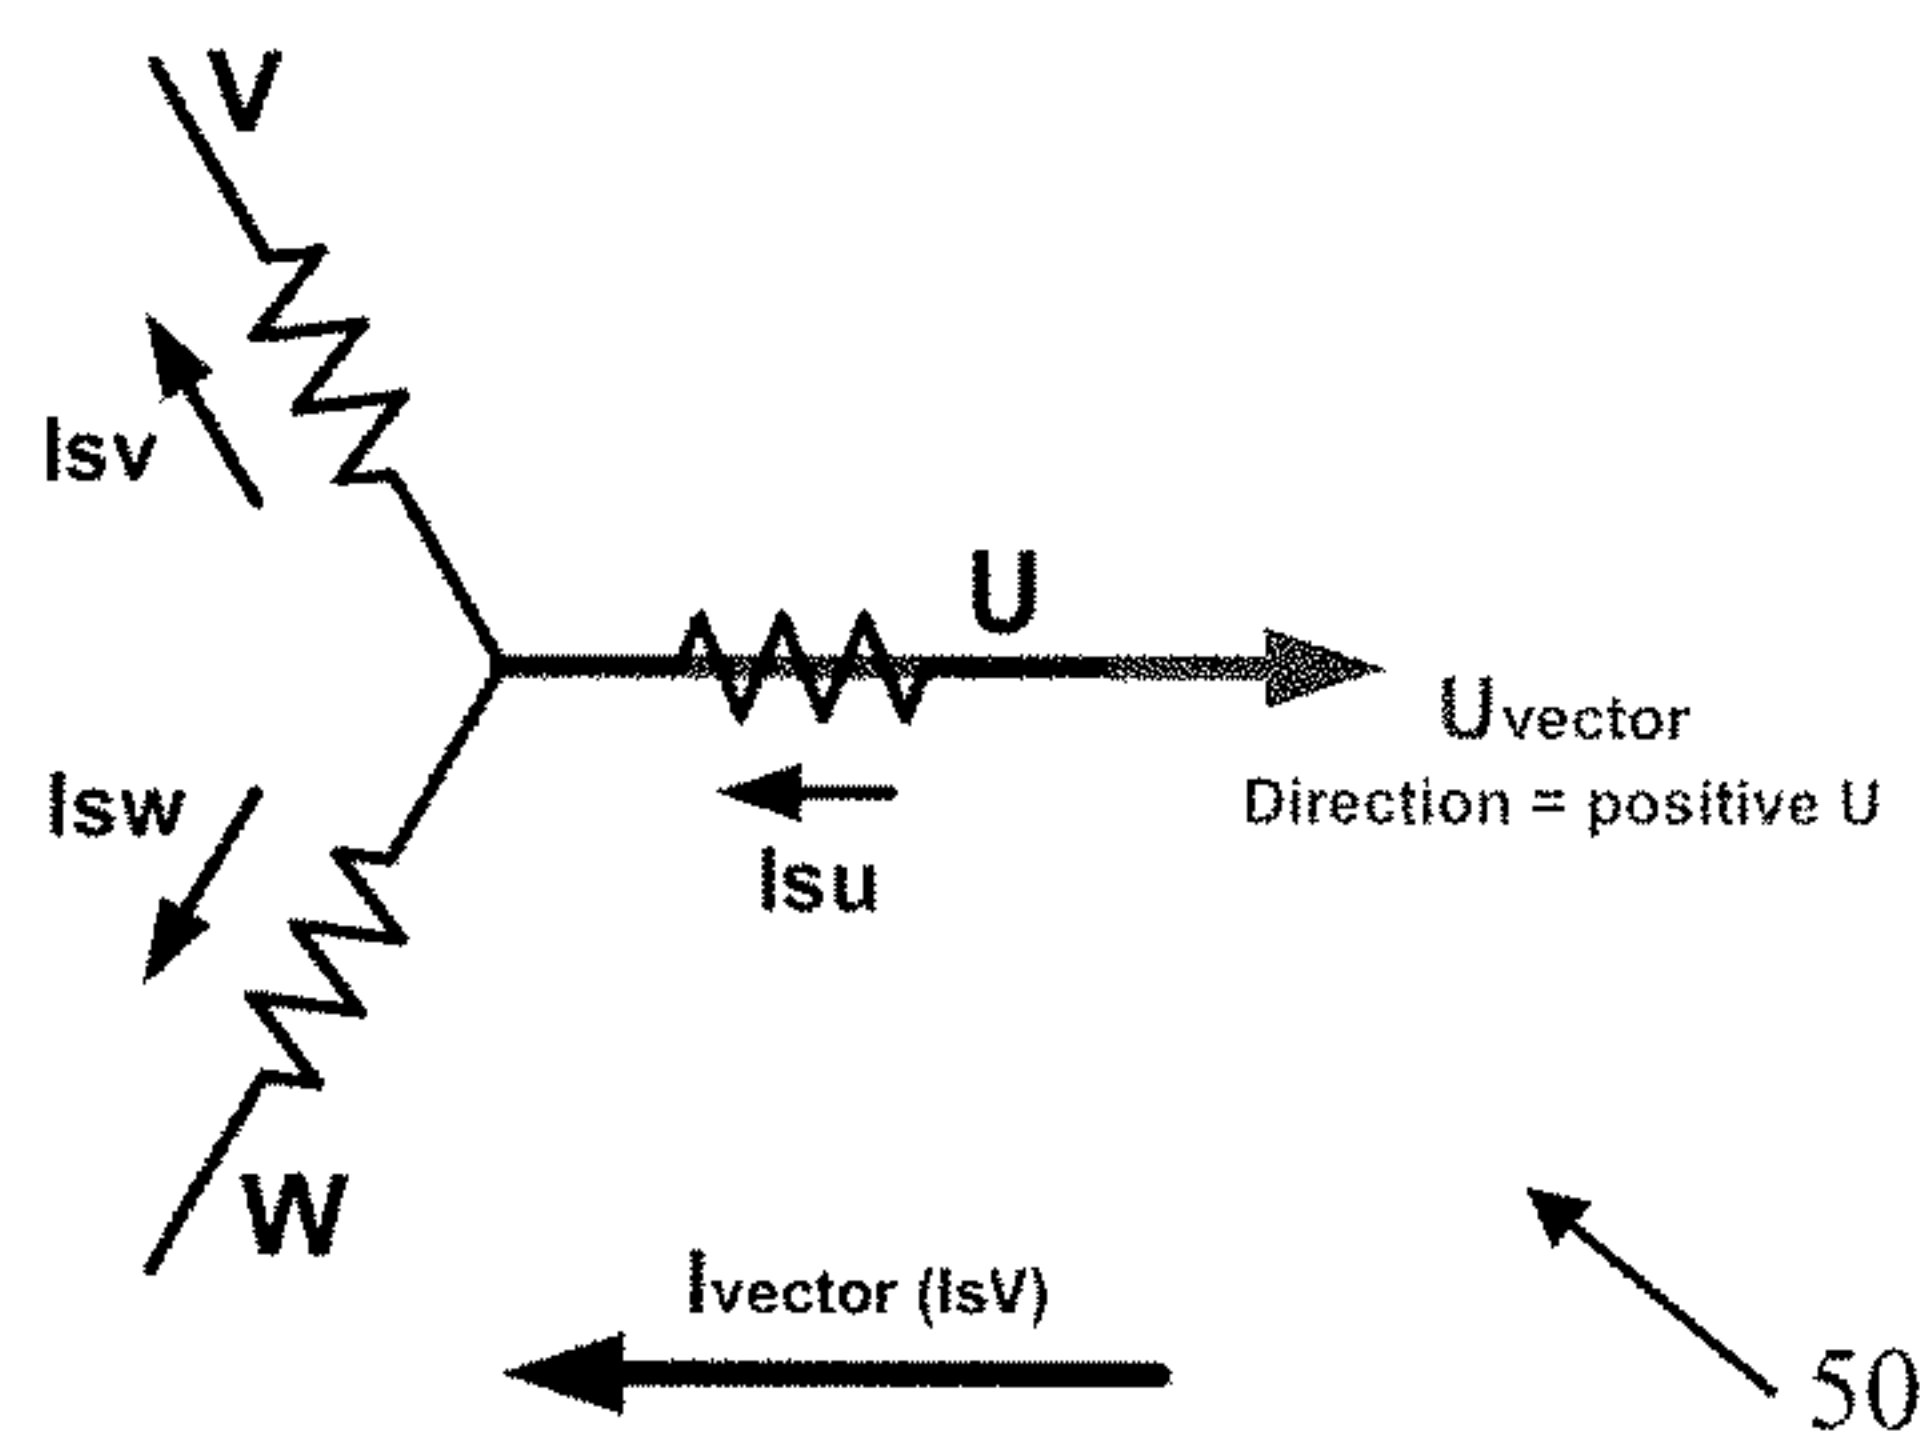 V
Isv
U
Uvector
Direction = positive U
Isw
Isu
W
Ivector (IsV)
50